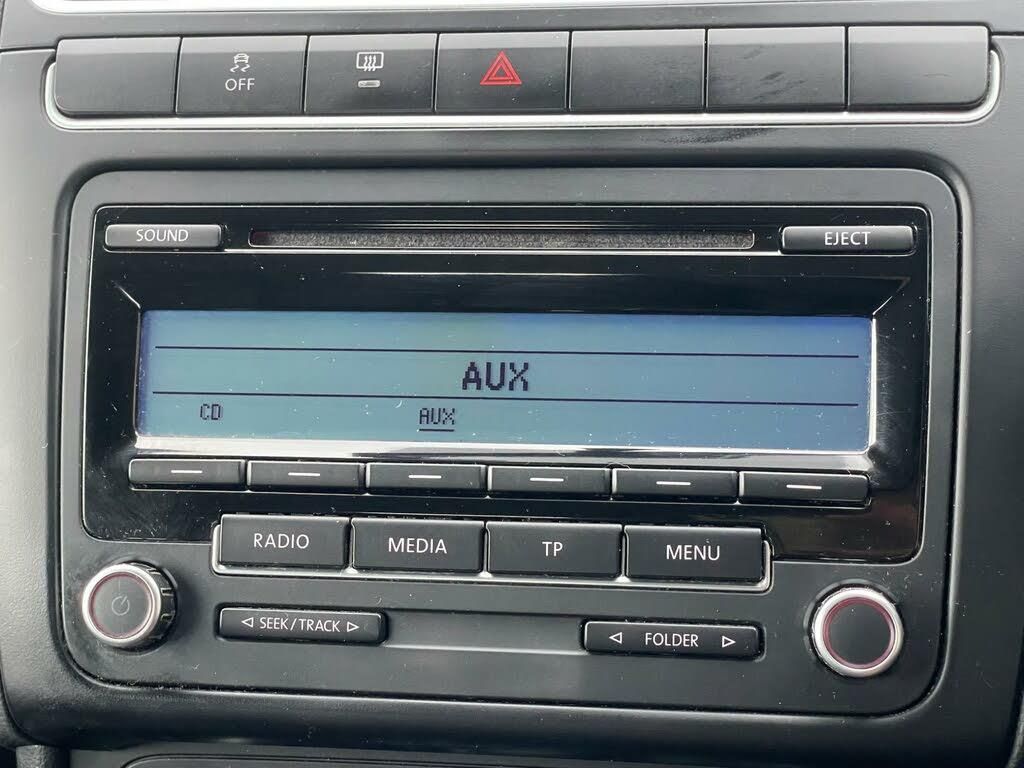 OFF
SOUND
EJECT
AUX
CD AUX
RADIO MEDIA TP MENU
SEEK/TRACK
FOLDER